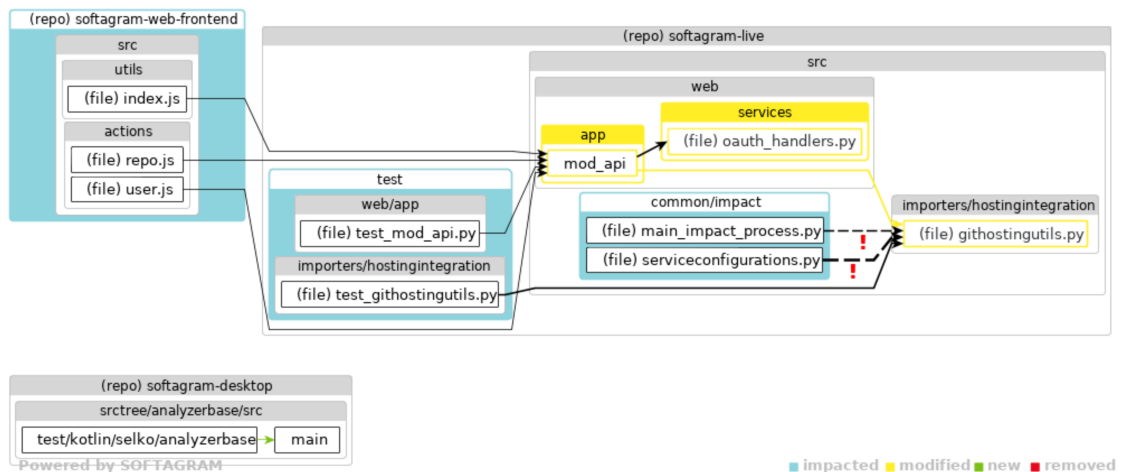 (repo) softagram-web-frontend
src
utils
(file) index.js
actions
(file) repo.js
(file) user.js
(repo) softagram-live
src
web
services
(file) oauth_handlers.py
app
mod_api
test
web/app
(file) test_mod_api.py
importers/hostingintegration
(file) test_githostingutils.py
common/impact
(file) main_impact_process.py
!
(file) serviceconfigurations.py
!
importers/hostingintegration
(file) githostingutils.py
(repo) softagram-desktop
srctree/analyzerbase/src
test/kotlin/selko/analyzerbase
main
Powered by SOFTAGRAM
impacted modified new removed